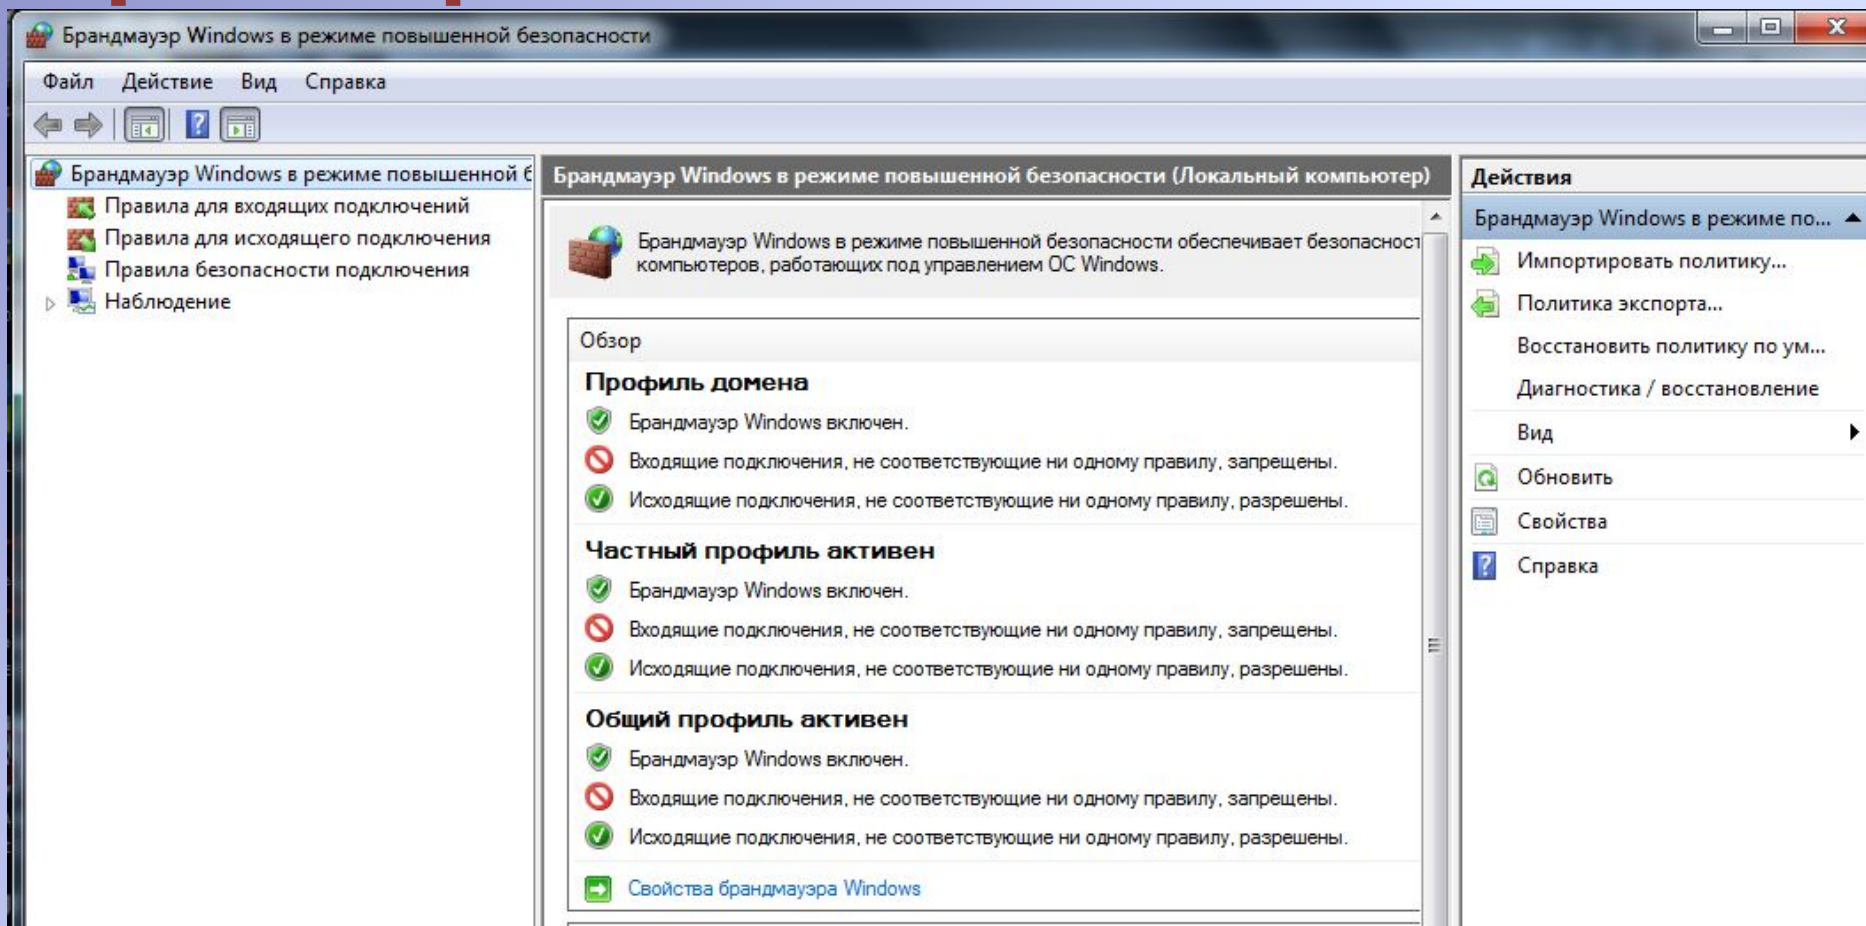 Брандмауэр Windows в режиме повышенной безопасности
Файл Действие Вид Справка
Брандмауэр Windows в режиме повышенной б
Правила для входящих подключений
Правила для исходящего подключения
Правила безопасности подключения
Наблюдение
Брандмауэр Windows в режиме повышенной безопасности (Локальный компьютер)
Брандмауэр Windows в режиме повышенной безопасности обеспечивает безопасност
компьютеров, работающих под управлением ОС Windows.
Обзор
Профиль домена
Брандмауэр Windows включен.
Входящие подключения, не соответствующие ни одному правилу, запрещены.
Исходящие подключения, не соответствующие ни одному правилу, разрешены.
Частный профиль активен
Брандмауэр Windows включен.
Входящие подключения, не соответствующие ни одному правилу, запрещены.
Исходящие подключения, не соответствующие ни одному правилу, разрешены.
Общий профиль активен
Брандмауэр Windows включен.
Входящие подключения, не соответствующие ни одному правилу, запрещены.
Исходящие подключения, не соответствующие ни одному правилу, разрешены.
Свойства брандмауэра Windows
Действия
Брандмауэр Windows в режиме по...
Импортировать политику...
Политика экспорта...
Восстановить политику по ум...
Диагностика / восстановление
Вид
Обновить
Свойства
Справка